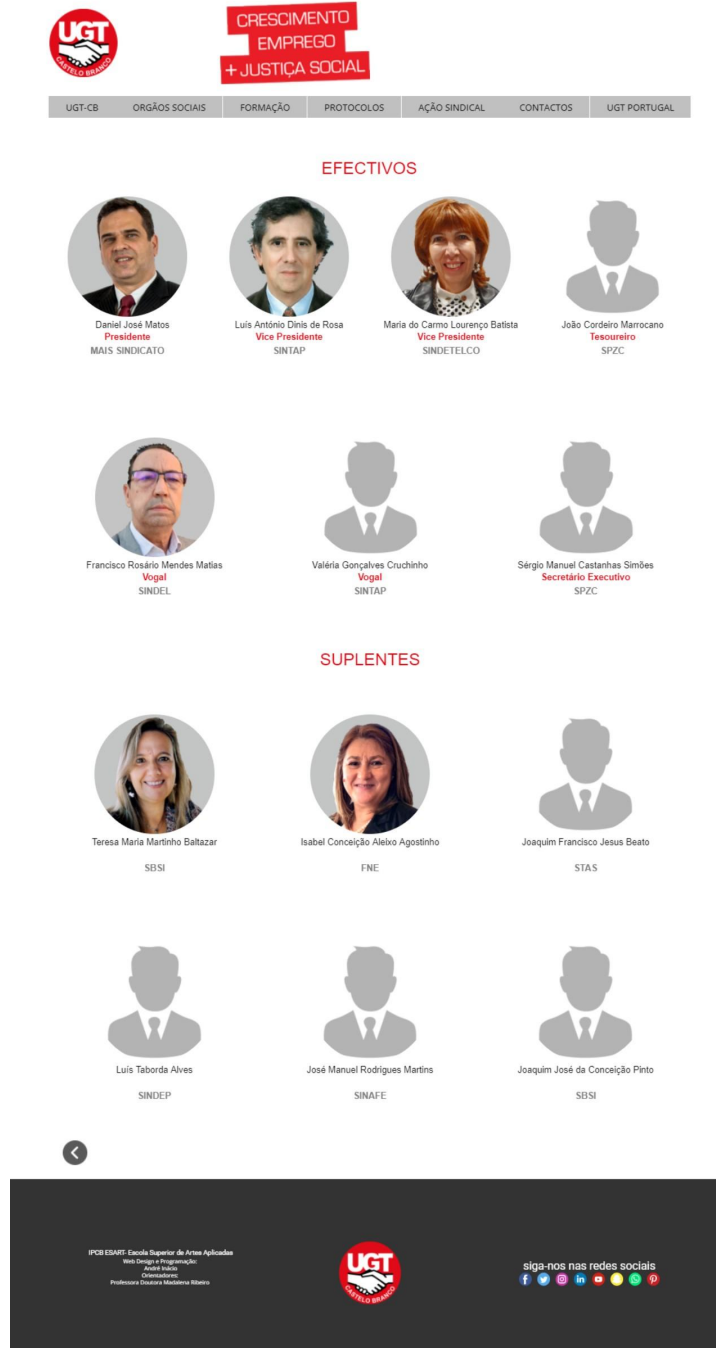 UGT
CASTELO BRANCO
CRESCIMENTO
EMPREGO
+ JUSTIÇA SOCIAL
UGT-CB
ORGÃOS SOCIAIS
FORMAÇÃO
PROTOCOLOS
AÇÃO SINDICAL
CONTACTOS
UGT PORTUGAL
EFECTIVOS
Daniel José Matos
Presidente
MAIS SINDICATO
Luís António Dinis de Rosa
Vice Presidente
SINTAP
Maria do Carmo Lourenço Batista
Vice Presidente
SINDETELCO
João Cordeiro Marrocano
Tesoureiro
SPZC
Francisco Rosário Mendes Matias
Vogal
SINDEL
Valéria Gonçalves Cruchinho
Vogal
SINTAP
Sérgio Manuel Castanhas Simões
Secretário Executivo
SPZC
SUPLENTES
Teresa Maria Martinho Baltazar
SBSI
Isabel Conceição Aleixo Agostinho
FNE
Joaquim Francisco Jesus Beato
STAS
Luís Taborda Alves
SINDEP
José Manuel Rodrigues Martins
SINAFE
Joaquim José da Conceição Pinto
SBSI
IPCB ESART- Escola Superior de Artes Aplicadas
Web Design e Programação:
André Inácio
Orientadores:
Professora Doutora Madalena Ribeiro
UGT
CASTELO BRANCO
siga-nos nas redes sociais